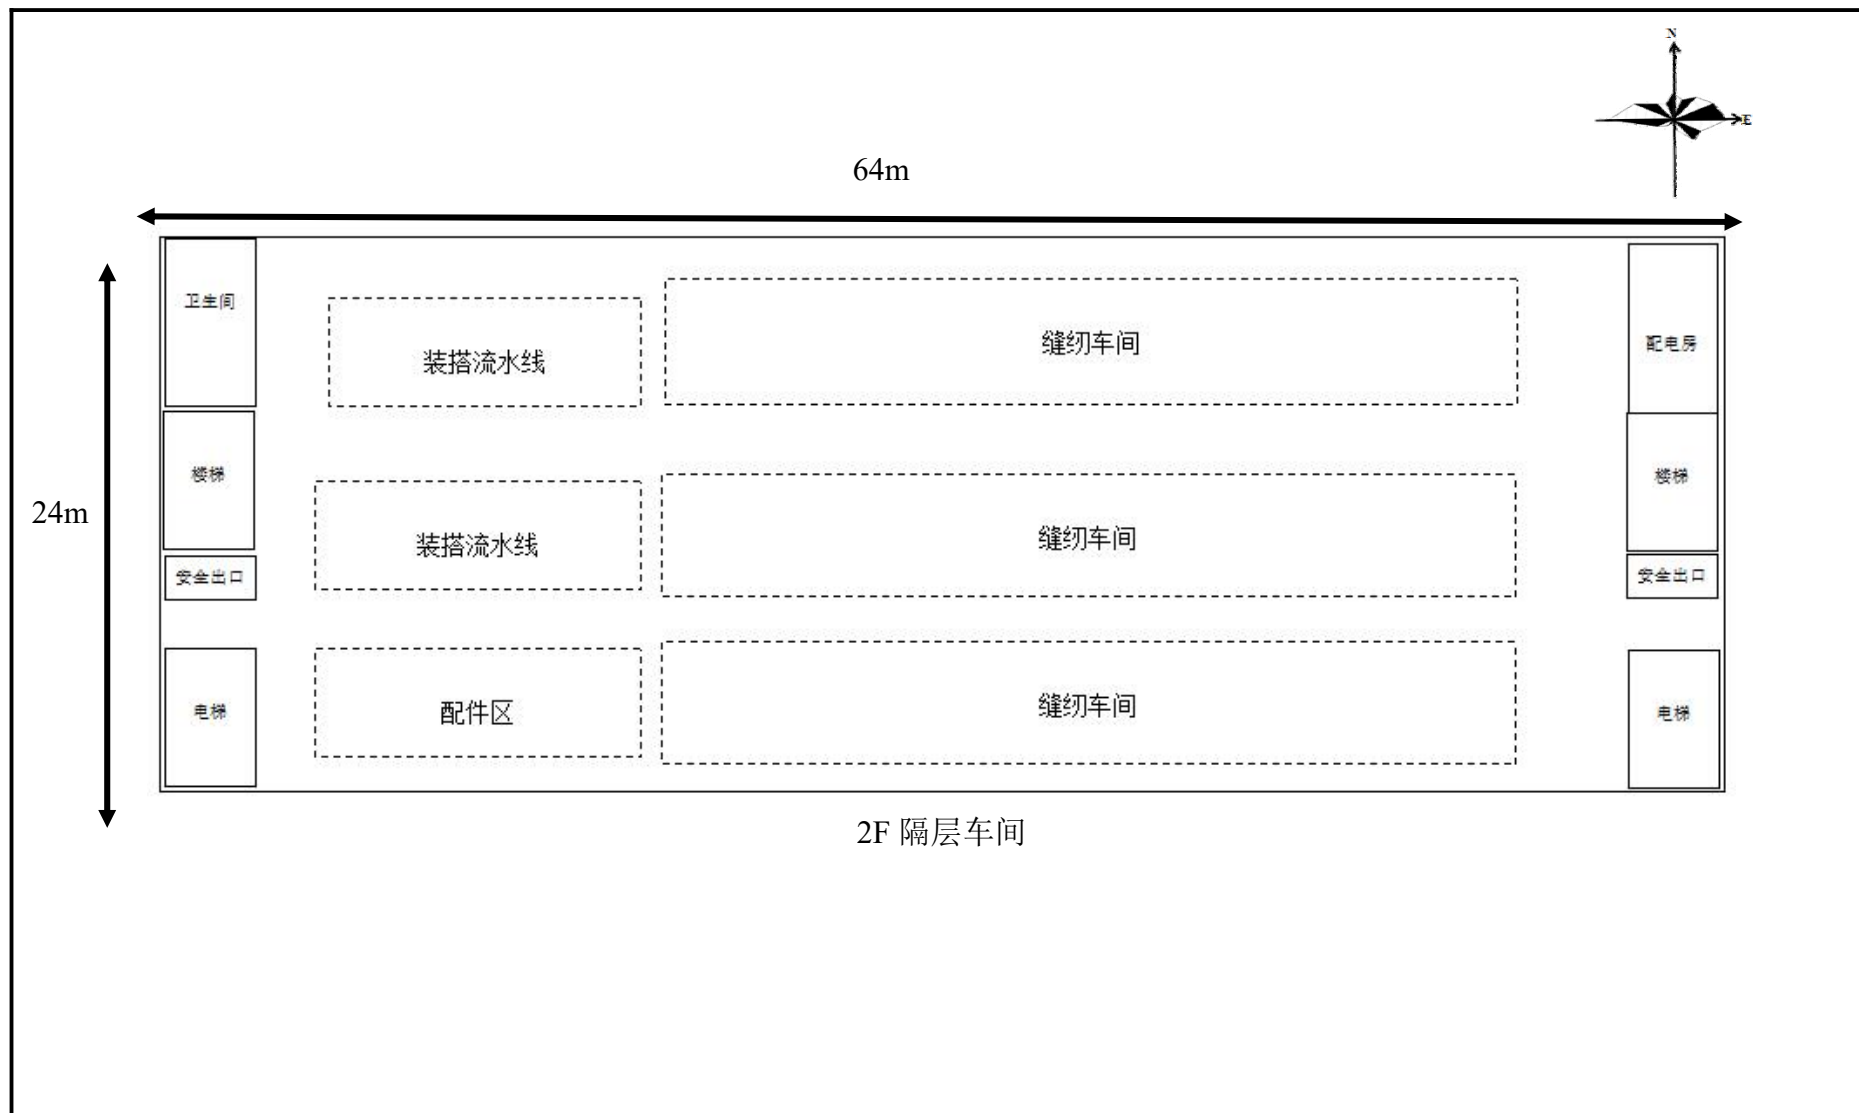 N
E
64m
卫生间
装搭流水线
缝纫车间
配电房
楼梯
楼梯
24m
装搭流水线
缝纫车间
安全出口
安全出口
电梯
配件区
缝纫车间
电梯
2F 隔层车间